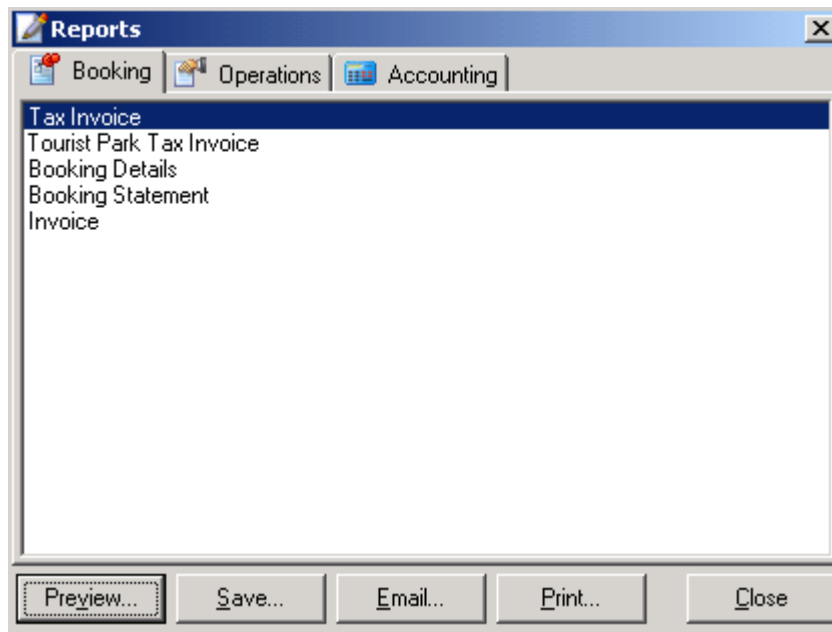 Reports
Booking Operations Accounting
Tax Invoice
Tourist Park Tax Invoice
Booking Details
Booking Statement
Invoice
Preview... Save... Email... Print... Close